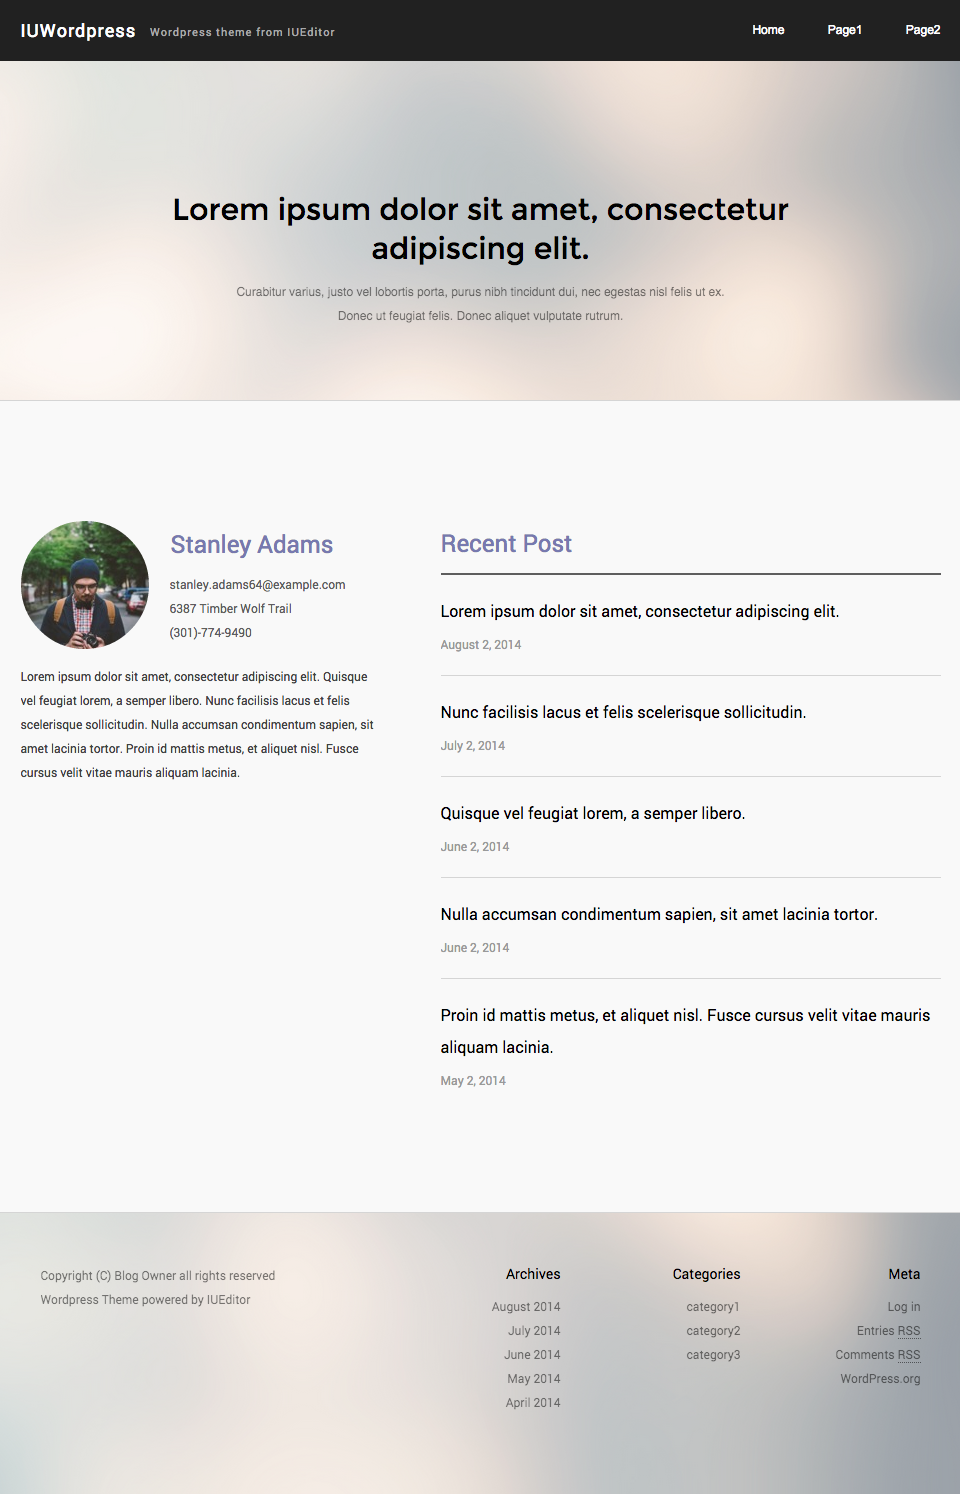 IUWordpress Wordpress theme from IUEditor Home Page1 Page2
Lorem ipsum dolor sit amet, consectetur
adipiscing elit.
Curabitur varius, justo vel lobortis porta, purus nibh tincidunt dui, nec egestas nisl felis ut ex.
Donec ut feugiat felis. Donec aliquet vulputate rutrum.
Stanley Adams
stanley.adams64@example.com
6387 Timber Wolf Trail
(301)-774-9490
Lorem ipsum dolor sit amet, consectetur adipiscing elit. Quisque
vel feugiat lorem, a semper libero. Nunc facilisis lacus et felis
scelerisque sollicitudin. Nulla accumsan condimentum sapien, sit
amet lacinia tortor. Proin id mattis metus, et aliquet nisl. Fusce
cursus velit vitae mauris aliquam lacinia.
Recent Post
Lorem ipsum dolor sit amet, consectetur adipiscing elit.
August 2, 2014
Nunc facilisis lacus et felis scelerisque sollicitudin.
July 2, 2014
Quisque vel feugiat lorem, a semper libero.
June 2, 2014
Nulla accumsan condimentum sapien, sit amet lacinia tortor.
June 2, 2014
Proin id mattis metus, et aliquet nisl. Fusce cursus velit vitae mauris
aliquam lacinia.
May 2, 2014
Copyright (C) Blog Owner all rights reserved
Wordpress Theme powered by IUEditor
Archives
August 2014
July 2014
June 2014
May 2014
April 2014
Categories
category1
category2
category3
Meta
Log in
Entries RSS
Comments RSS
WordPress.org